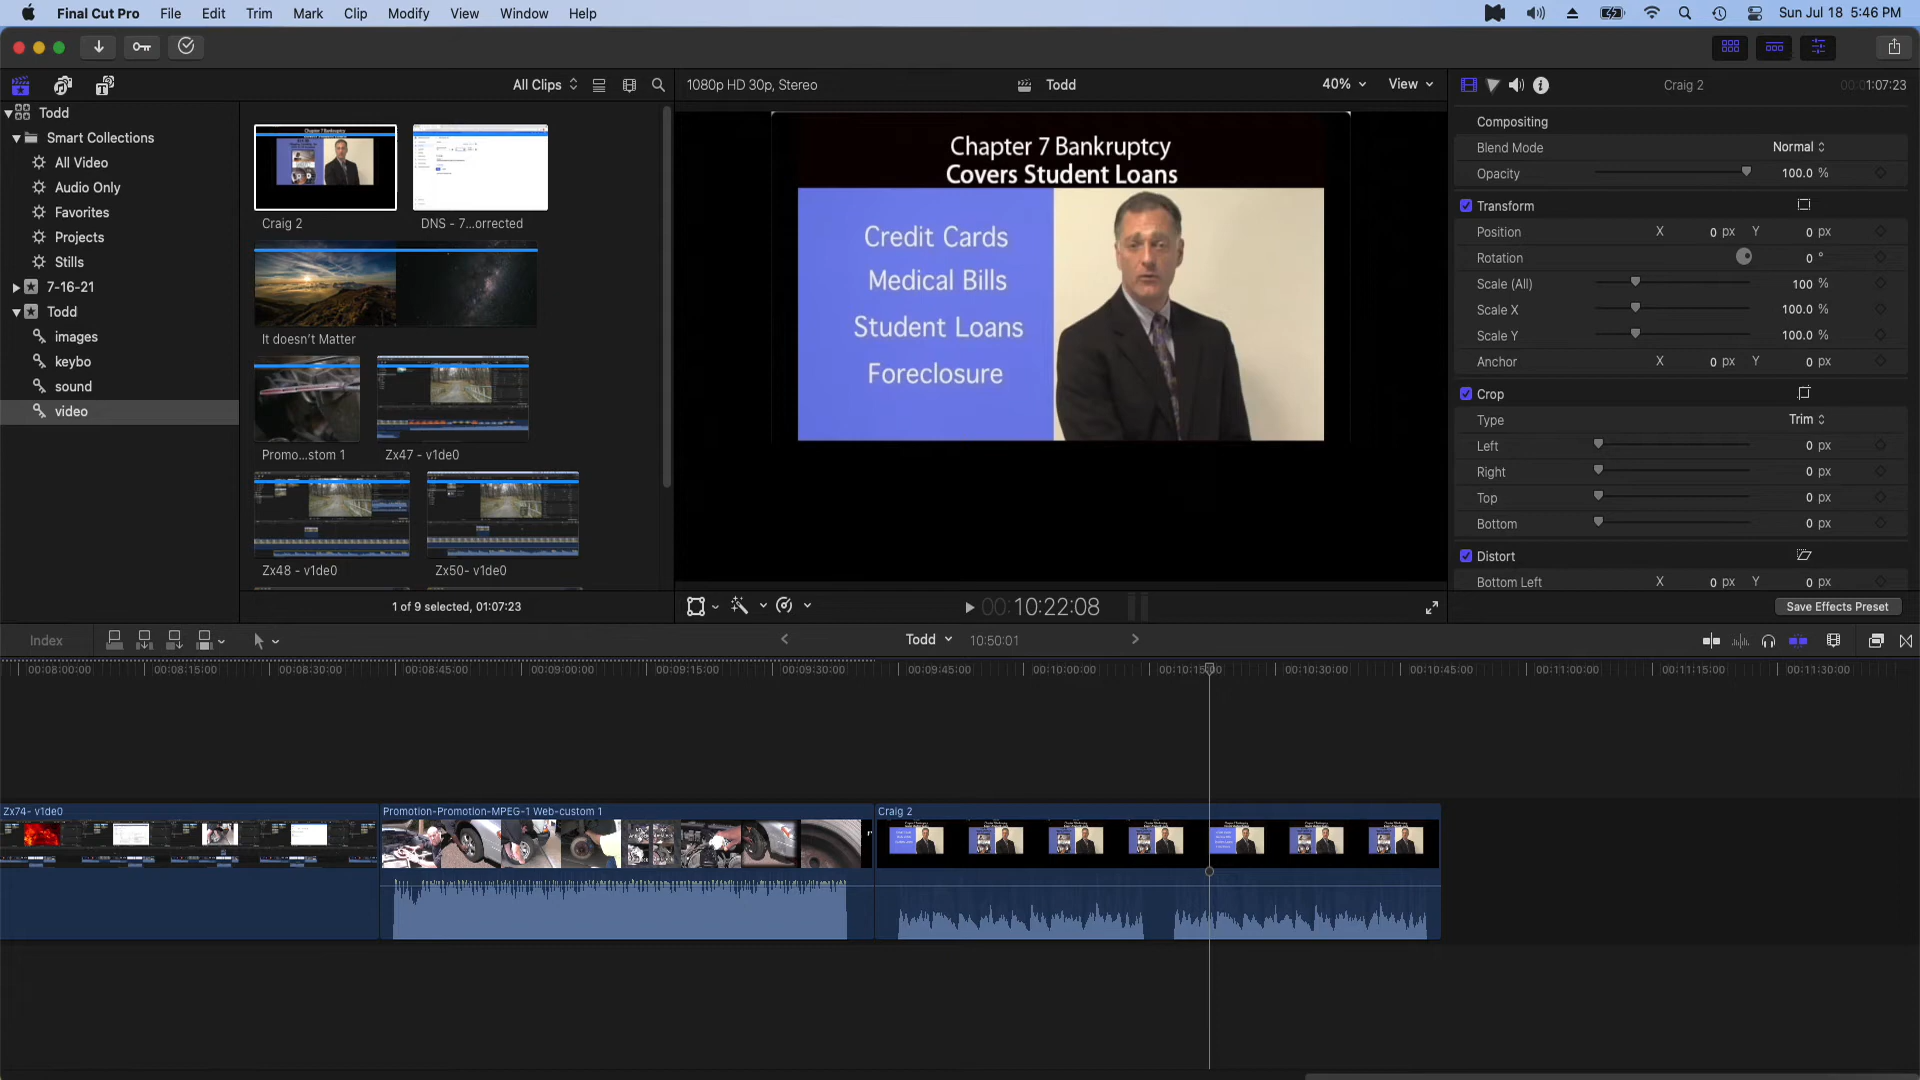 Final Cut Pro File Edit Trim Mark Clip Modify View Window Help Sun Jul 18 5:46 PM
All Clips 1080p HD 30p, Stereo Todd 40% View Craig 2 00:01:07:23
Todd
Smart Collections
All Video
Audio Only
Favorites
Projects
Stills
7-16-21
Todd
images
keybo
sound
video
Craig 2 DNS - 7...orrected
It doesn't Matter
Promo...stom 1 Zx47 - v1de0
Zx48 - v1de0 Zx50- v1de0
1 of 9 selected, 01:07:23
Chapter 7 Bankruptcy
Covers Student Loans
Credit Cards
Medical Bills
Student Loans
Foreclosure
00:10:22:08
Compositing
Blend Mode Normal
Opacity 100.0 %
Transform
Position X 0 px Y 0 px
Rotation 0 °
Scale (All) 100 %
Scale X 100.0 %
Scale Y 100.0 %
Anchor X 0 px Y 0 px
Crop
Type Trim
Left 0 px
Right 0 px
Top 0 px
Bottom 0 px
Distort
Bottom Left X 0 px Y 0 px
Save Effects Preset
Index Todd 10:50:01
00:08:00:00 00:08:15:00 00:08:30:00 00:08:45:00 00:09:00:00 00:09:15:00 00:09:30:00 00:09:45:00 00:10:00:00 00:10:15:00 00:10:30:00 00:10:45:00 00:11:00:00 00:11:15:00 00:11:30:00
Zx74- v1de0 Promotion-Promotion-MPEG-1 Web-custom 1 Craig 2